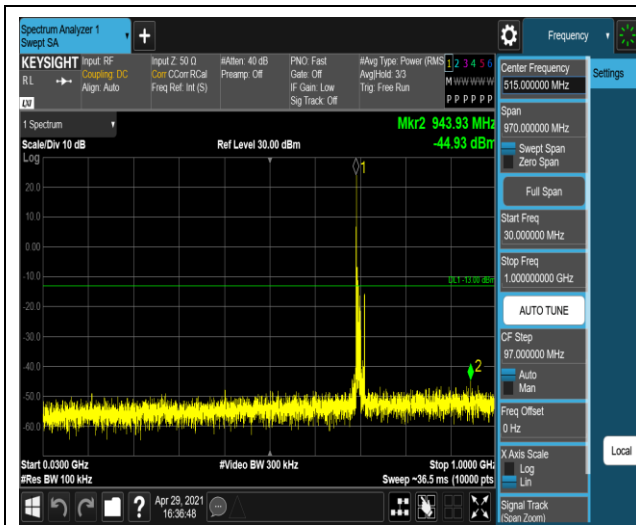 Spectrum Analyzer 1
Swept SA
+
Frequency
KEYSIGHT
RL
Input: RF
Coupling: DC
Align: Auto
Input Z: 50 Ω
Corr CCorr RCal
Freq Ref: Int (S)
#Atten: 40 dB
Preamp: Off
PNO: Fast
Gate: Off
IF Gain: Low
Sig Track: Off
#Avg Type: Power (RMS
Avg|Hold: 3/3
Trig: Free Run
1 2 3 4 5 6
M W W W W W
P P P P P P
1 Spectrum
Mkr2 943.93 MHz
-44.93 dBm
Scale/Div 10 dB
Ref Level 30.00 dBm
Log
20.0
10.0
0.00
-10.0
-20.0
-30.0
-40.0
-50.0
-60.0
1
DL1 -13.00 dBm
2
Start 0.0300 GHz
#Video BW 300 kHz
Stop 1.0000 GHz
#Res BW 100 kHz
Sweep ~36.5 ms (10000 pts
Center Frequency
515.000000 MHz
Settings
Span
970.000000 MHz
Swept Span
Zero Span
Full Span
Start Freq
30.000000 MHz
Stop Freq
1.000000000 GHz
AUTO TUNE
CF Step
97.000000 MHz
Auto
Man
Freq Offset
0 Hz
X Axis Scale
Log
Lin
Local
Signal Track
(Span Zoom)
?
Apr 29, 2021
16:36:48